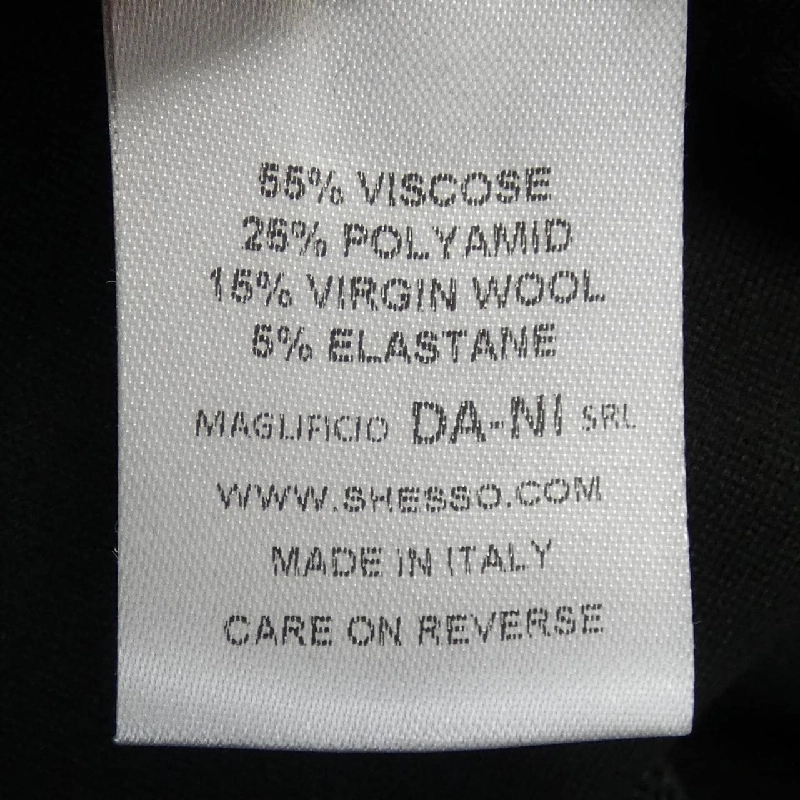 55% VISCOSE
25% POLYAMID
15% VIRGIN WOOL
5% ELASTANE
MAGLIFICIO DA-NI SRL
WWW.SHESSO.COM
MADE IN ITALY
CARE ON REVERSE